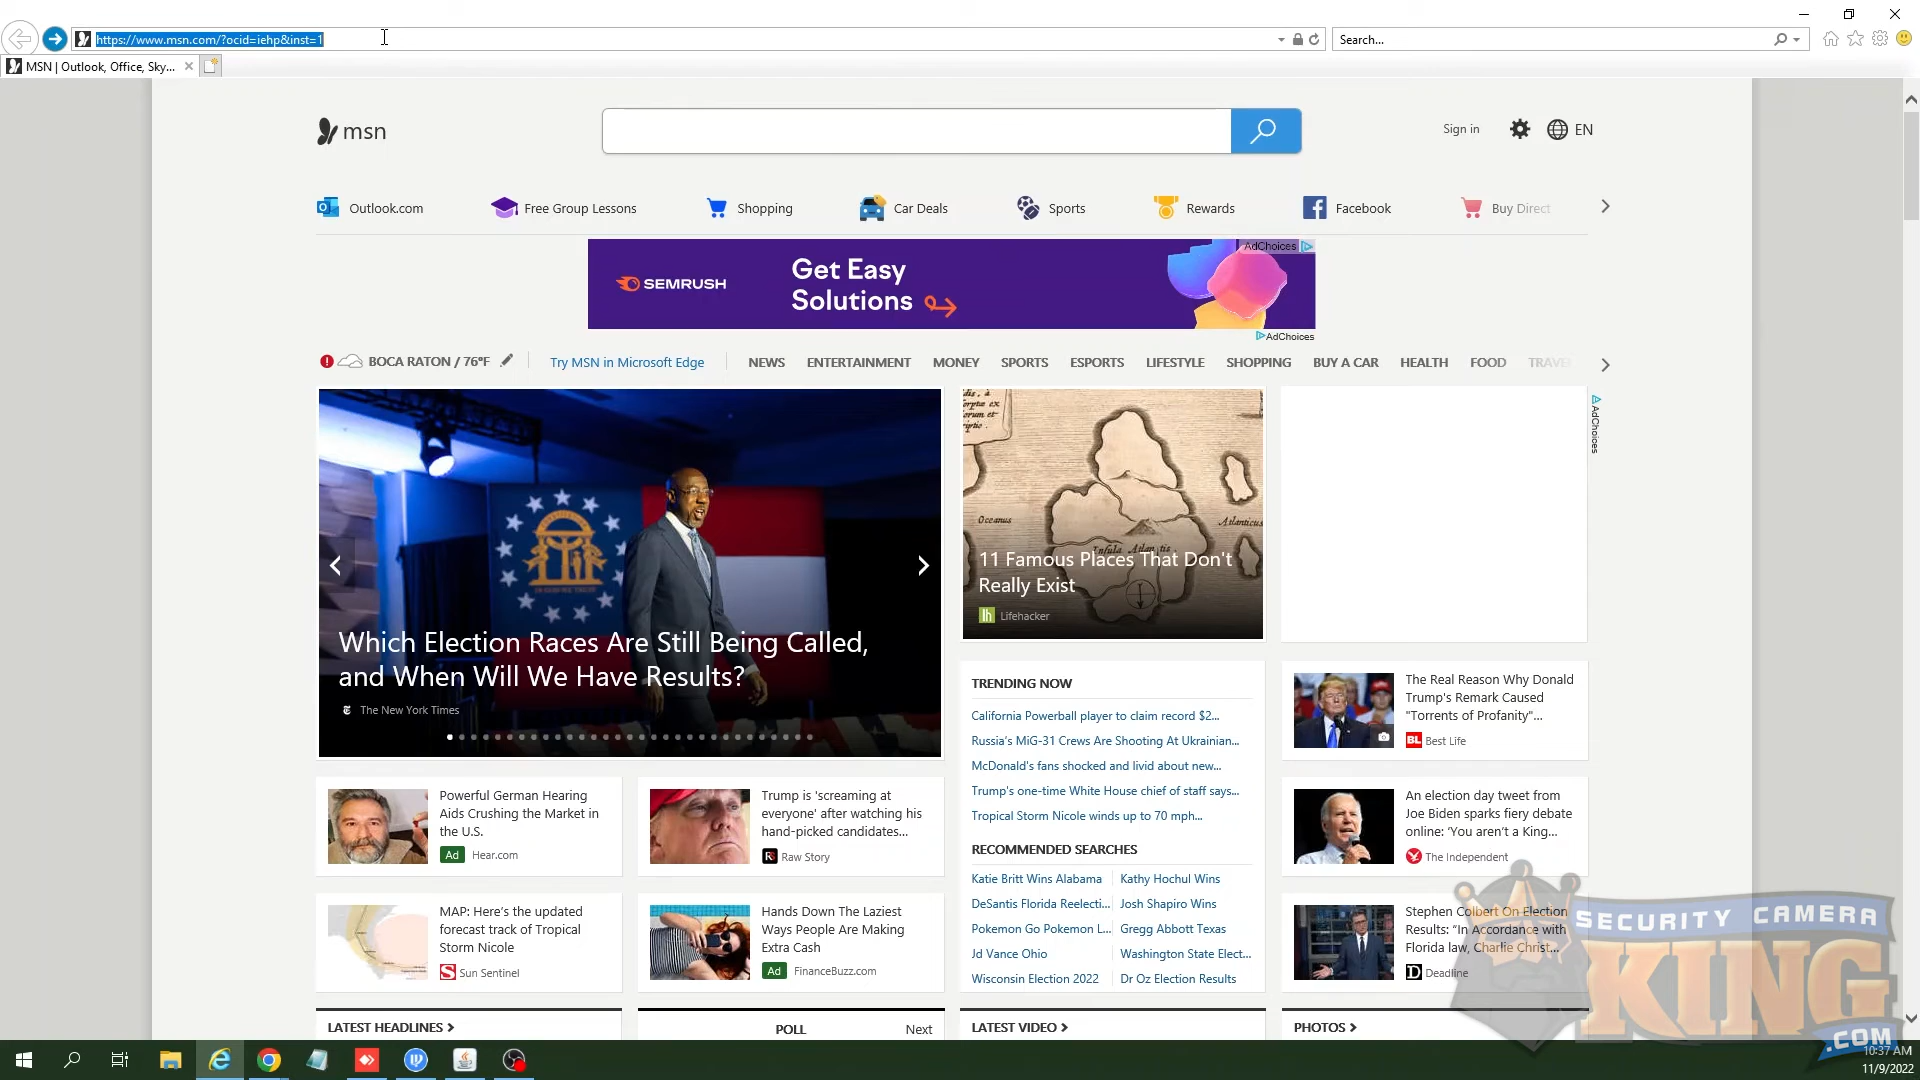 https://www.msn.com/?ocid=iehp&inst=1
Search...
MSN | Outlook, Office, Sky...
msn
Sign in
EN
Outlook.com
Free Group Lessons
Shopping
Car Deals
Sports
Rewards
Facebook
Buy Direct
AdChoices
SEMRUSH
Get Easy
Solutions
AdChoices
BOCA RATON / 76°F
Try MSN in Microsoft Edge
NEWS
ENTERTAINMENT
MONEY
SPORTS
ESPORTS
LIFESTYLE
SHOPPING
BUY A CAR
HEALTH
FOOD
TRAVE
Which Election Races Are Still Being Called,
and When Will We Have Results?
The New York Times
Oceanus
Insula Atlantis
Atlanticus
11 Famous Places That Don't
Really Exist
lh Lifehacker
AdChoices
TRENDING NOW
California Powerball player to claim record $2...
Russia's MiG-31 Crews Are Shooting At Ukrainian...
McDonald's fans shocked and livid about new...
Trump's one-time White House chief of staff says...
Tropical Storm Nicole winds up to 70 mph...
RECOMMENDED SEARCHES
Katie Britt Wins Alabama
Kathy Hochul Wins
DeSantis Florida Reelecti...
Josh Shapiro Wins
Pokemon Go Pokemon L...
Gregg Abbott Texas
Jd Vance Ohio
Washington State Elect...
Wisconsin Election 2022
Dr Oz Election Results
The Real Reason Why Donald
Trump's Remark Caused
"Torrents of Profanity"...
BL Best Life
Powerful German Hearing
Aids Crushing the Market in
the U.S.
Ad Hear.com
Trump is 'screaming at
everyone' after watching his
hand-picked candidates...
Raw Story
An election day tweet from
Joe Biden sparks fiery debate
online: 'You aren't a King...
The Independent
MAP: Here's the updated
forecast track of Tropical
Storm Nicole
Sun Sentinel
Hands Down The Laziest
Ways People Are Making
Extra Cash
Ad FinanceBuzz.com
Stephen Colbert On Election
Results: "In Accordance with
Florida law, Charlie Christ...
D Deadline
LATEST HEADLINES
POLL
Next
LATEST VIDEO
PHOTOS
SECURITY CAMERA
KING
.COM
10:37 AM
11/9/2022